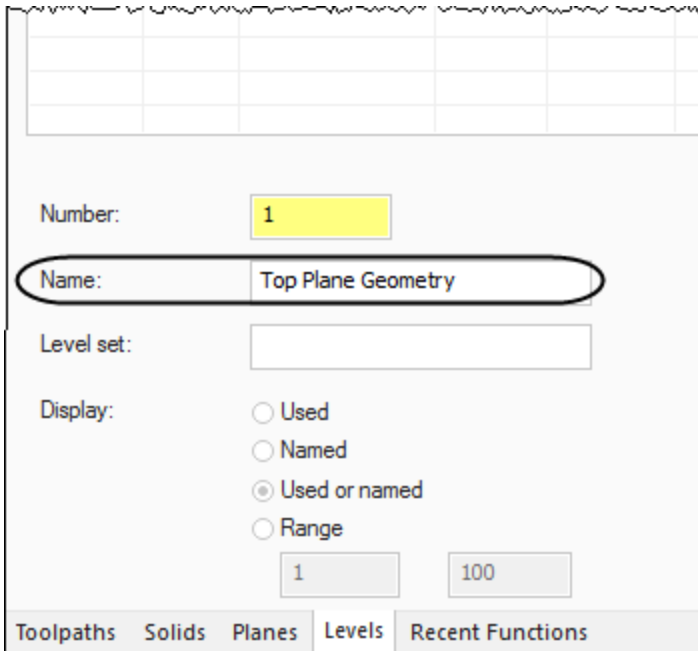 Number: 1
Name: Top Plane Geometry
Level set:
Display: Used
Named
Used or named
Range
1 100
Toolpaths Solids Planes Levels Recent Functions